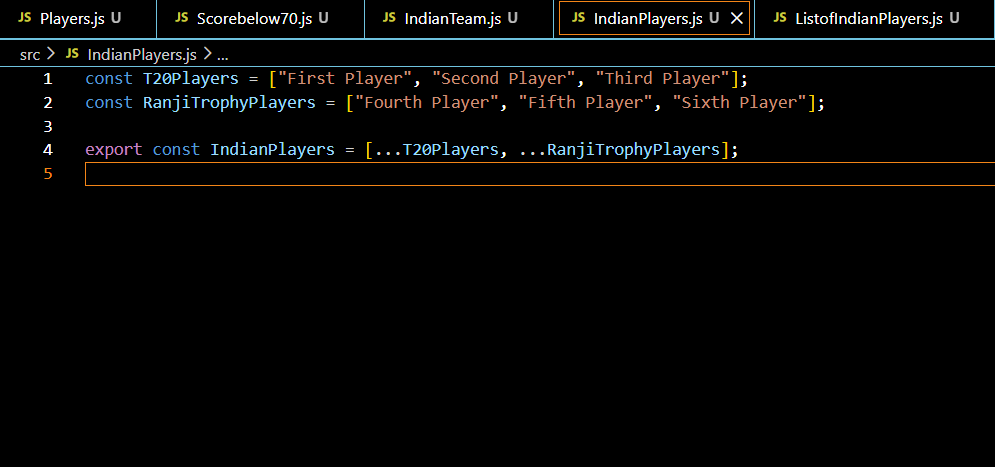 JS Players.js U JS Scorebelow70.js U JS IndianTeam.js U JS IndianPlayers.js U JS ListofIndianPlayers.js U
src > JS IndianPlayers.js > ...
1 const T20Players = ["First Player", "Second Player", "Third Player"];
2 const RanjiTrophyPlayers = ["Fourth Player", "Fifth Player", "Sixth Player"];
3
4 export const IndianPlayers = [...T20Players, ...RanjiTrophyPlayers];
5